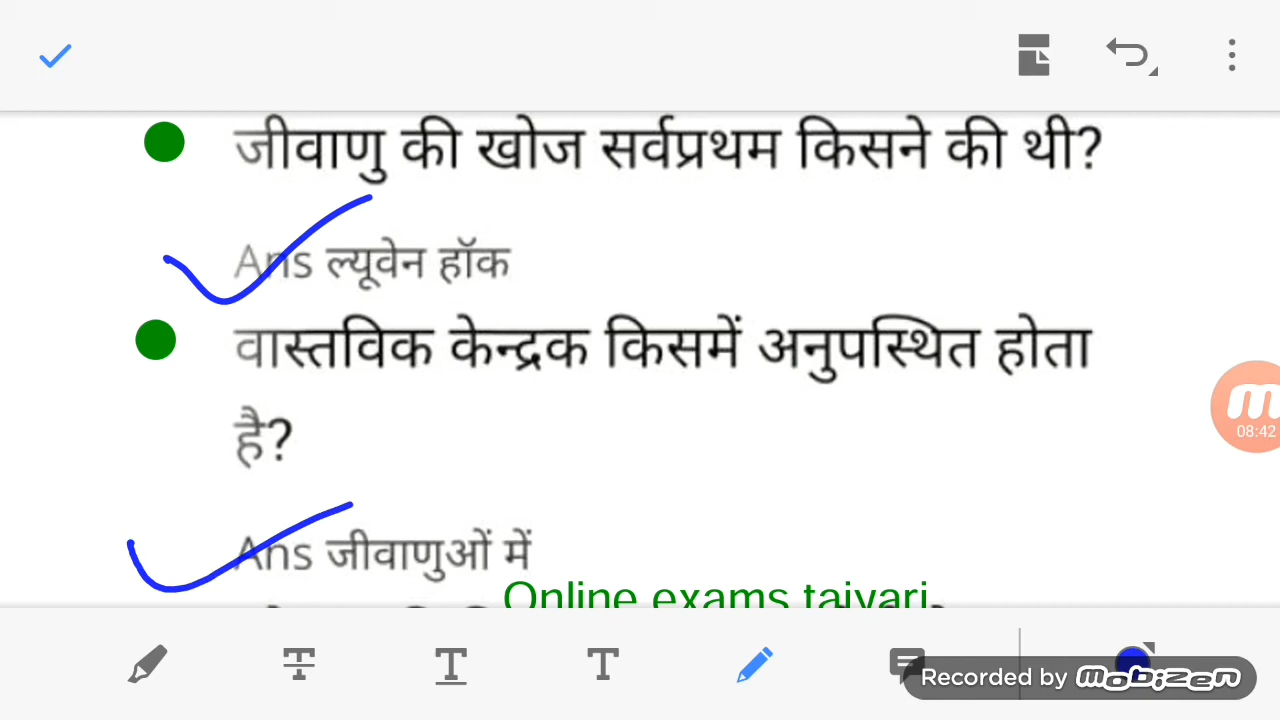 जीवाणु की खोज सर्वप्रथम किसने की थी?
Ans ल्यूवेन हॉक
वास्तविक केन्द्रक किसमें अनुपस्थित होता
है?
08:42
Ans जीवाणुओं में
Online exams taiyari
T
T
T
Recorded by mobizen